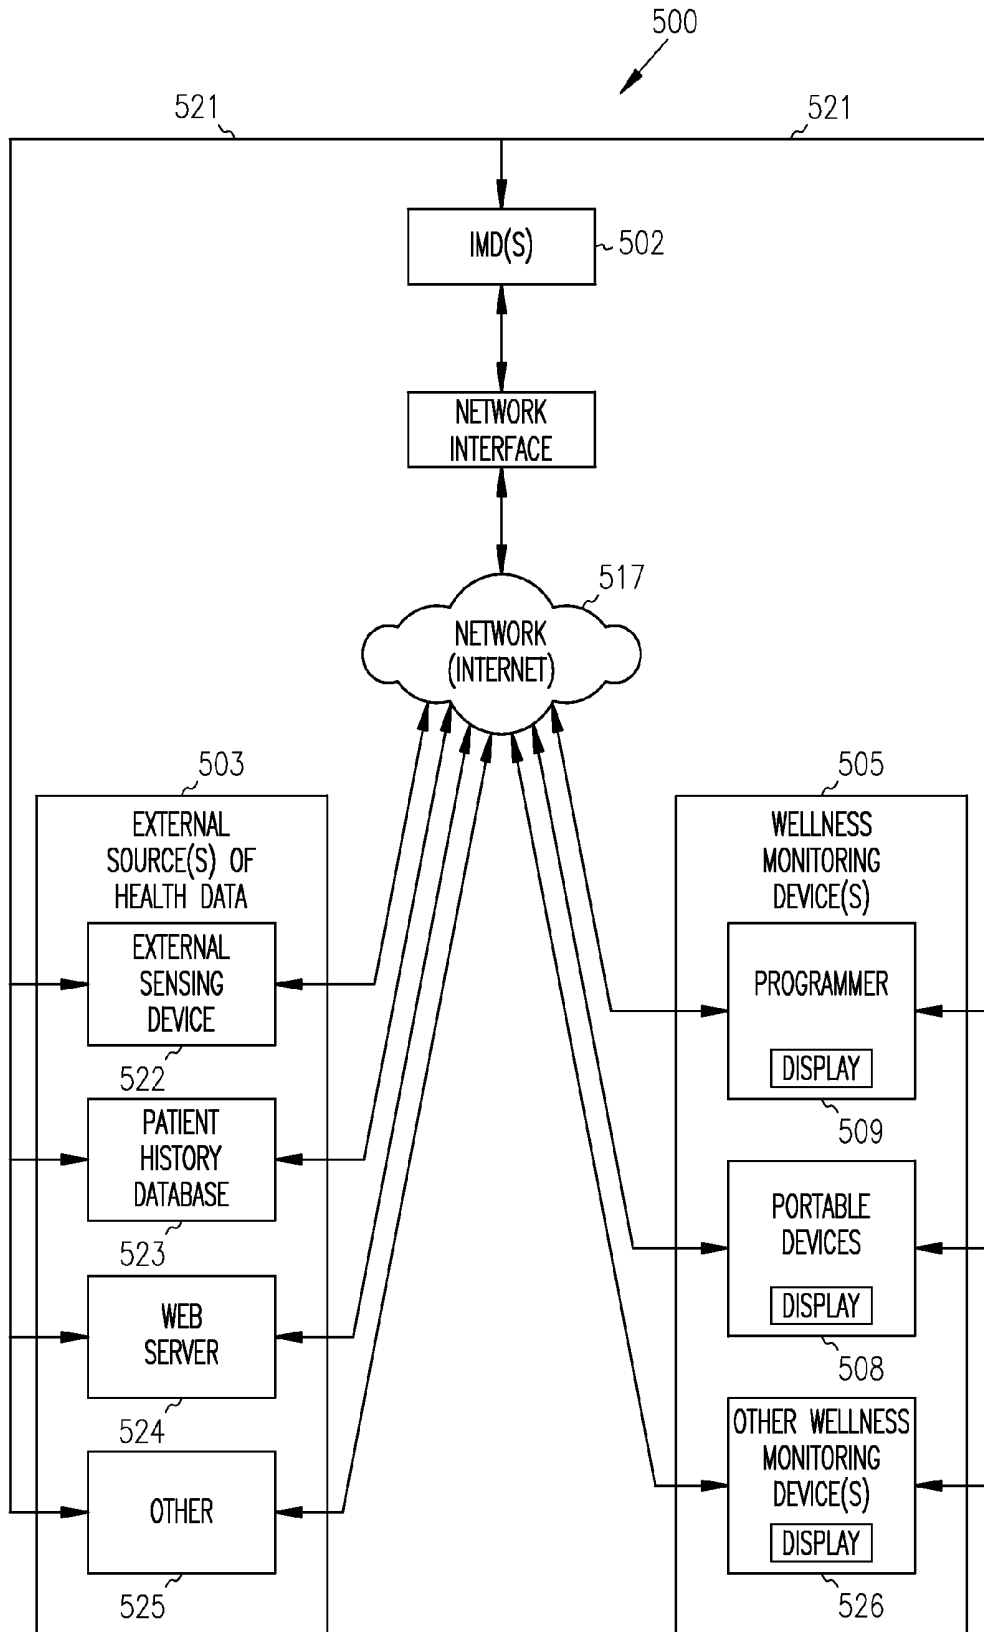 500
521
521
IMD(S)
502
NETWORK
INTERFACE
517
NETWORK
(INTERNET)
503
EXTERNAL
SOURCE(S) OF
HEALTH DATA
EXTERNAL
SENSING
DEVICE
522
PATIENT
HISTORY
DATABASE
523
WEB
SERVER
524
OTHER
525
505
WELLNESS
MONITORING
DEVICE(S)
PROGRAMMER
DISPLAY
509
PORTABLE
DEVICES
DISPLAY
508
OTHER WELLNESS
MONITORING
DEVICE(S)
DISPLAY
526